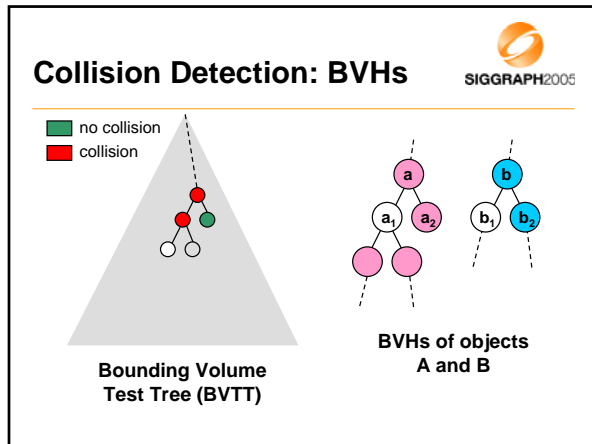 Collision Detection: BVHs
SIGGRAPH2005
no collision
collision
a
a1
a2
b
b1
b2
Bounding Volume
Test Tree (BVTT)
BVHs of objects
A and B